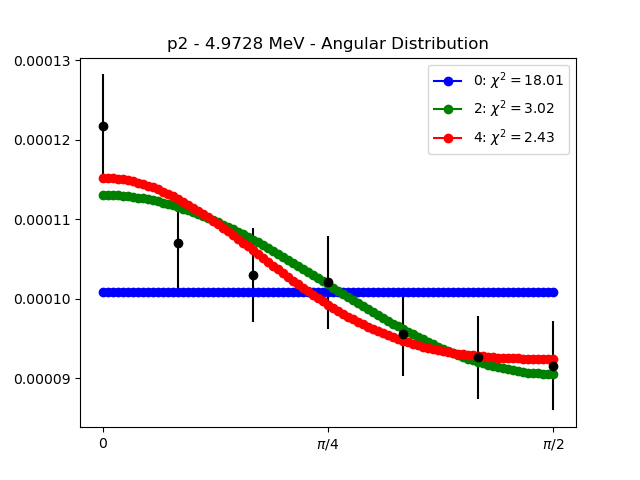 p2 - 4.9728 MeV - Angular Distribution
0.00013
0.00012
0.00011
0.00010
0.00009
0: χ² = 18.01
2: χ² = 3.02
4: χ² = 2.43
0
π/4
π/2